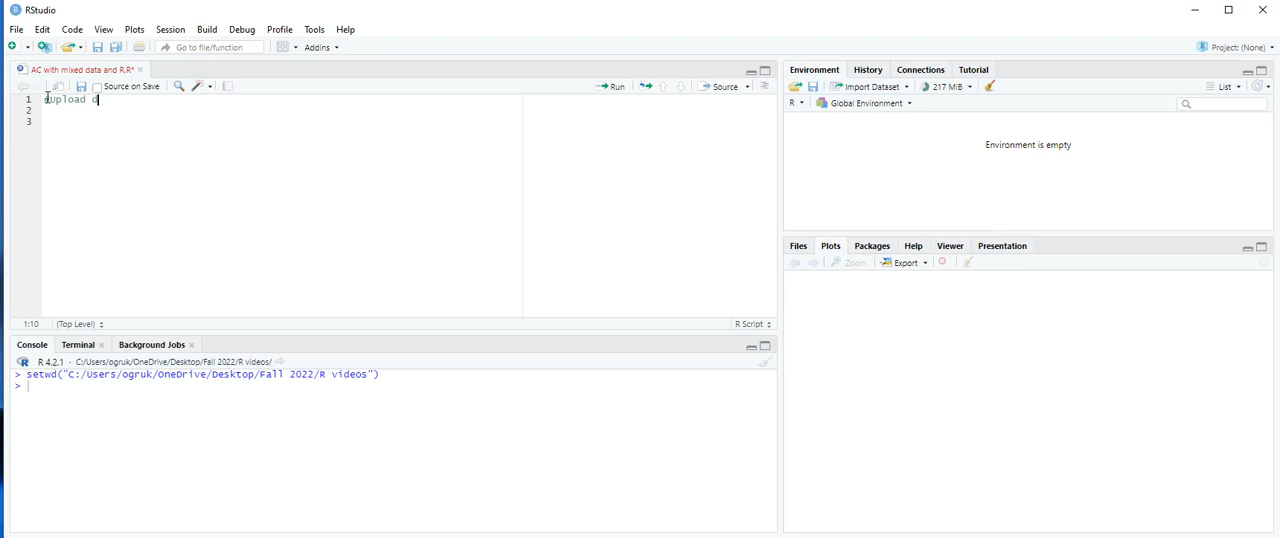 RStudio
File Edit Code View Plots Session Build Debug Profile Tools Help
Go to file/function Addins Project: (None)
AC with mixed data and R.R*
Source on Save Run Source
1 #upload d
2
3
1:10 (Top Level) R Script
Console Terminal Background Jobs
R 4.2.1 · C:/Users/ogruk/OneDrive/Desktop/Fall 2022/R videos/
> setwd("C:/Users/ogruk/OneDrive/Desktop/Fall 2022/R videos")
>
Environment History Connections Tutorial
Import Dataset 217 MiB List
R Global Environment
Environment is empty
Files Plots Packages Help Viewer Presentation
Zoom Export